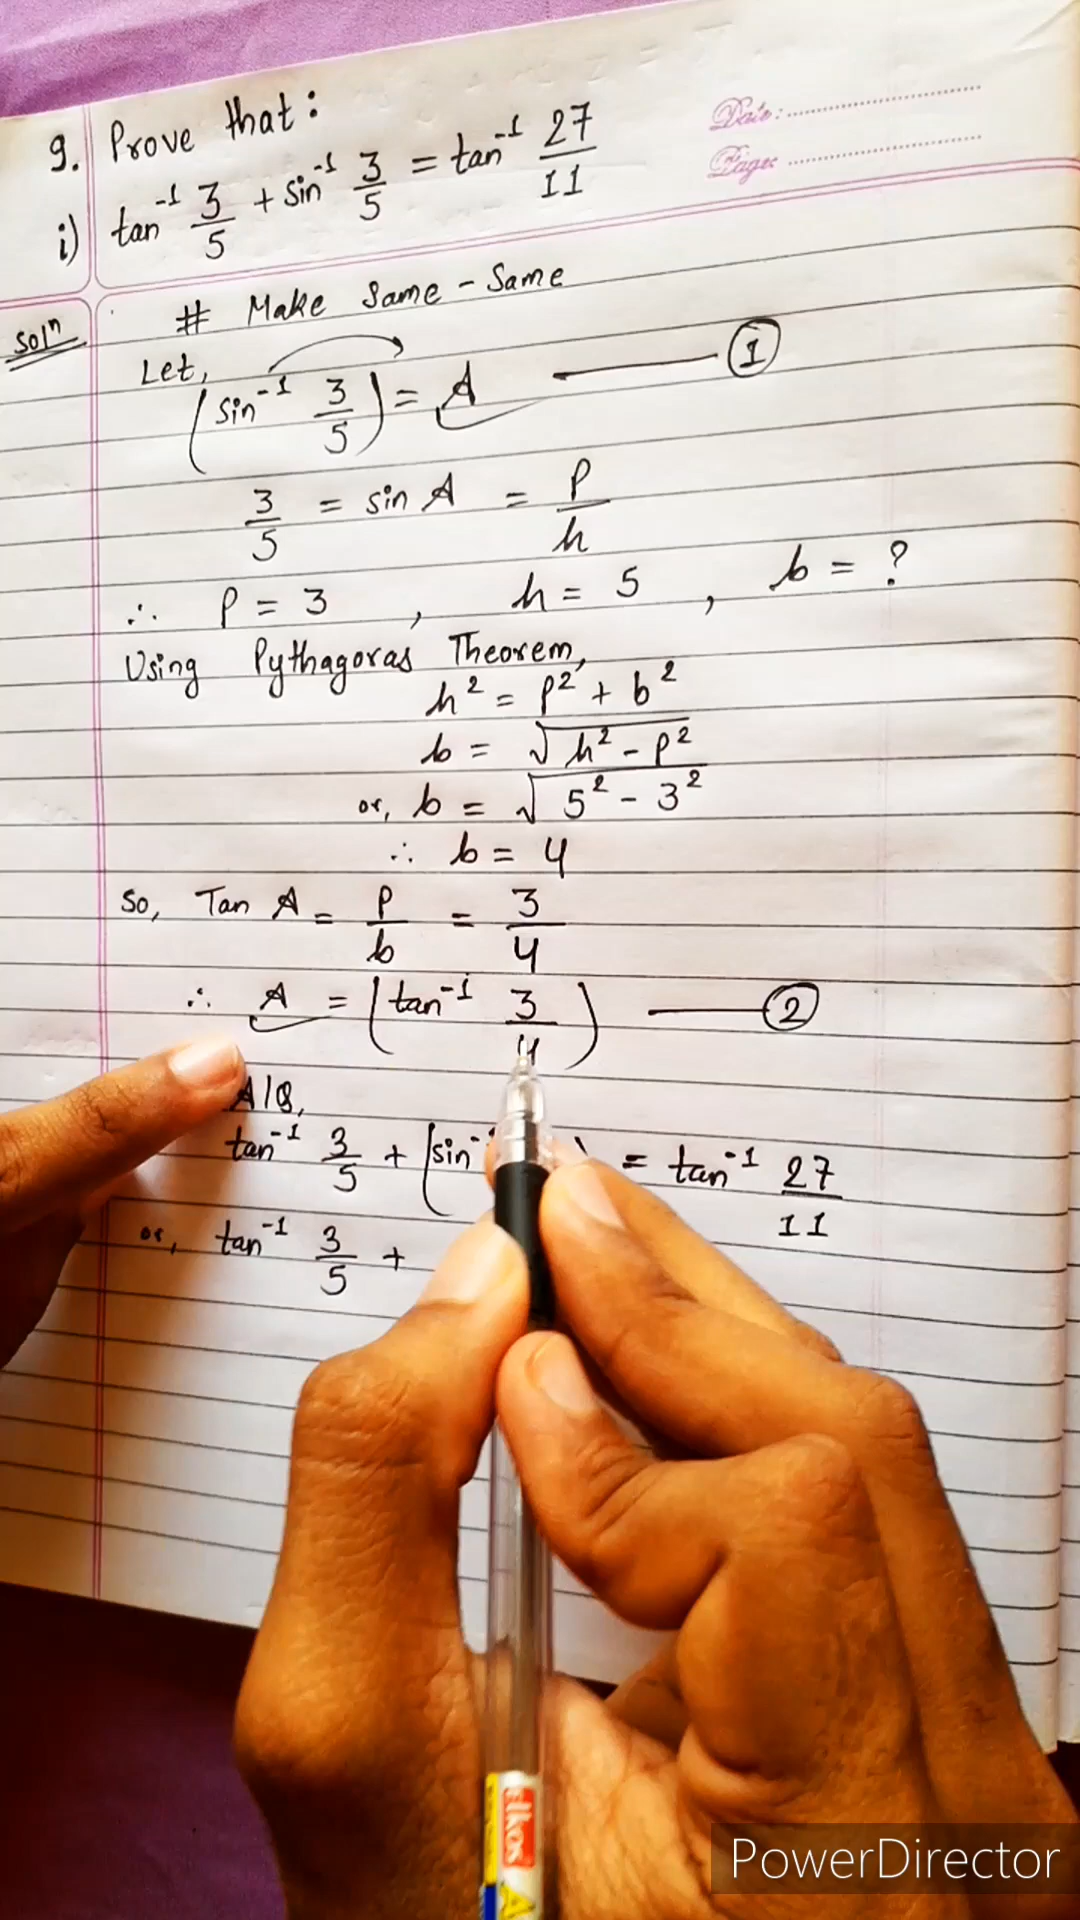 9. Prove that:
Date:
Page:
i) tan⁻¹ 3/5 + sin⁻¹ 3/5 = tan⁻¹ 27/11
# Make Same - Same
Solⁿ
Let,
(sin⁻¹ 3/5) = A ——— ①
3/5 = sin A = P/h
∴ P = 3 , h = 5 , b = ?
Using Pythagoras Theorem,
h² = P² + b²
b = √h² - P²
or, b = √5² - 3²
∴ b = 4
So, Tan A = P/b = 3/4
∴ A = (tan⁻¹ 3/4) ——— ②
A/Q,
tan⁻¹ 3/5 + (sin⁻ ) = tan⁻¹ 27/11
or, tan⁻¹ 3/5 +
elkos
PowerDirector